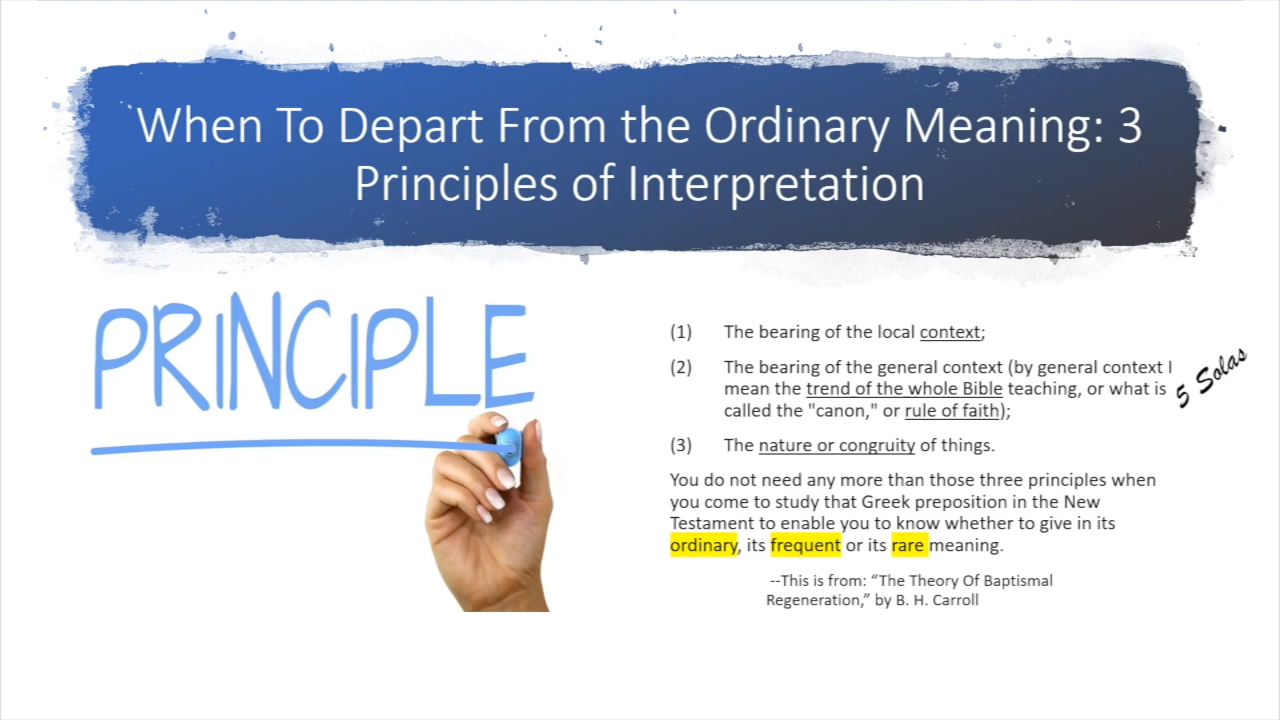 When To Depart From the Ordinary Meaning: 3
Principles of Interpretation
PRINCIPLE
(1) The bearing of the local context;
(2) The bearing of the general context (by general context I
mean the trend of the whole Bible teaching, or what is
called the "canon," or rule of faith);
5 Solas
(3) The nature or congruity of things.
You do not need any more than those three principles when
you come to study that Greek preposition in the New
Testament to enable you to know whether to give in its
ordinary, its frequent or its rare meaning.
--This is from: “The Theory Of Baptismal
Regeneration,” by B. H. Carroll